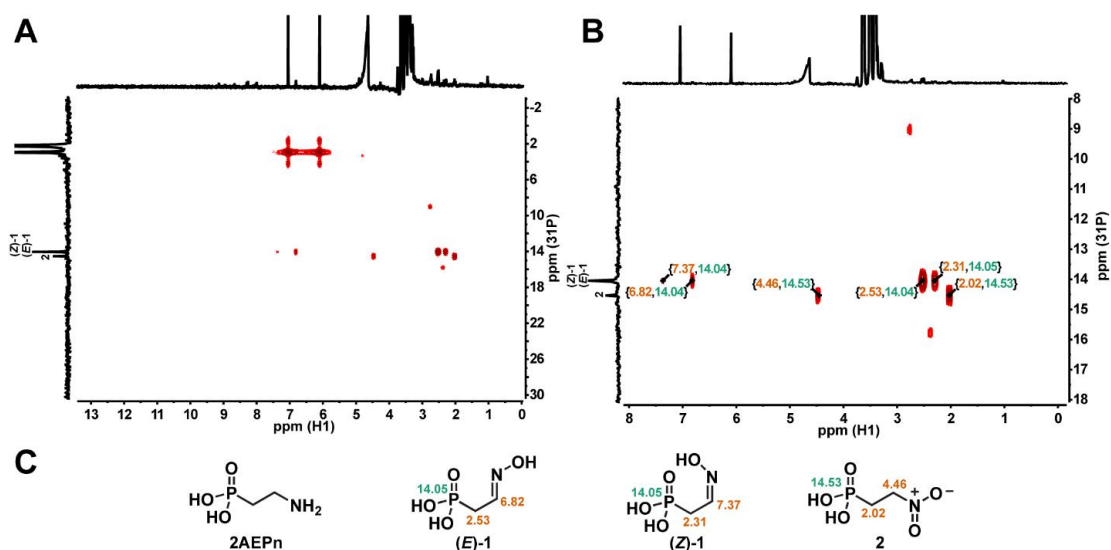 A
B
-2
2
6
10
14
18
22
26
30
ppm (31P)
(Z)-1
(E)-1
2
13 12 11 10 9 8 7 6 5 4 3 2 1 0
ppm (H1)
8
9
10
11
12
13
14
15
16
17
18
ppm (31P)
(Z)-1
(E)-1
2
{7.37,14.04}
{6.82,14.04}
{4.46,14.53}
{2.53,14.04}
{2.31,14.05}
{2.02,14.53}
8 7 6 5 4 3 2 1 0
ppm (H1)
C
O
HO P
HO
NH₂
2AEPn
O
14.05
HO P
HO
N OH
6.82
2.53
(E)-1
HO
O N
14.05
HO P
HO
7.37
2.31
(Z)-1
O
14.53
HO P
HO
4.46
2.02
N⁺ O⁻
O
2